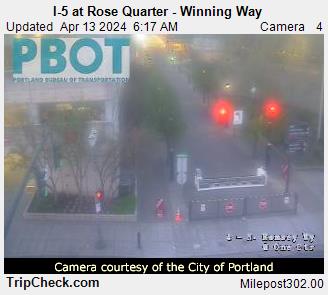 I-5 at Rose Quarter - Winning Way
Updated Apr 13 2024 6:17 AM Camera 4
PBOT
PORTLAND BUREAU OF TRANSPORTATION
Camera courtesy of the City of Portland
TripCheck.com Milepost302.00